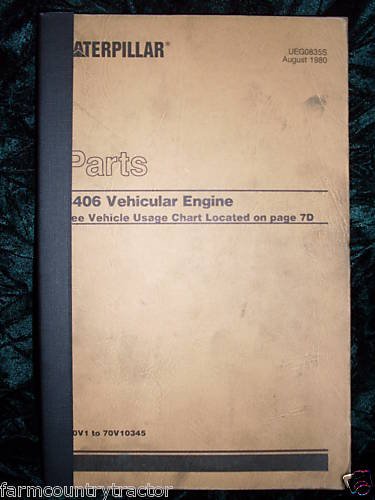 ATERPILLAR®
UEG0835S
August 1980
Parts
406 Vehicular Engine
ee Vehicle Usage Chart Located on page 7D
0V1 to 70V10345
farmcountrytractor